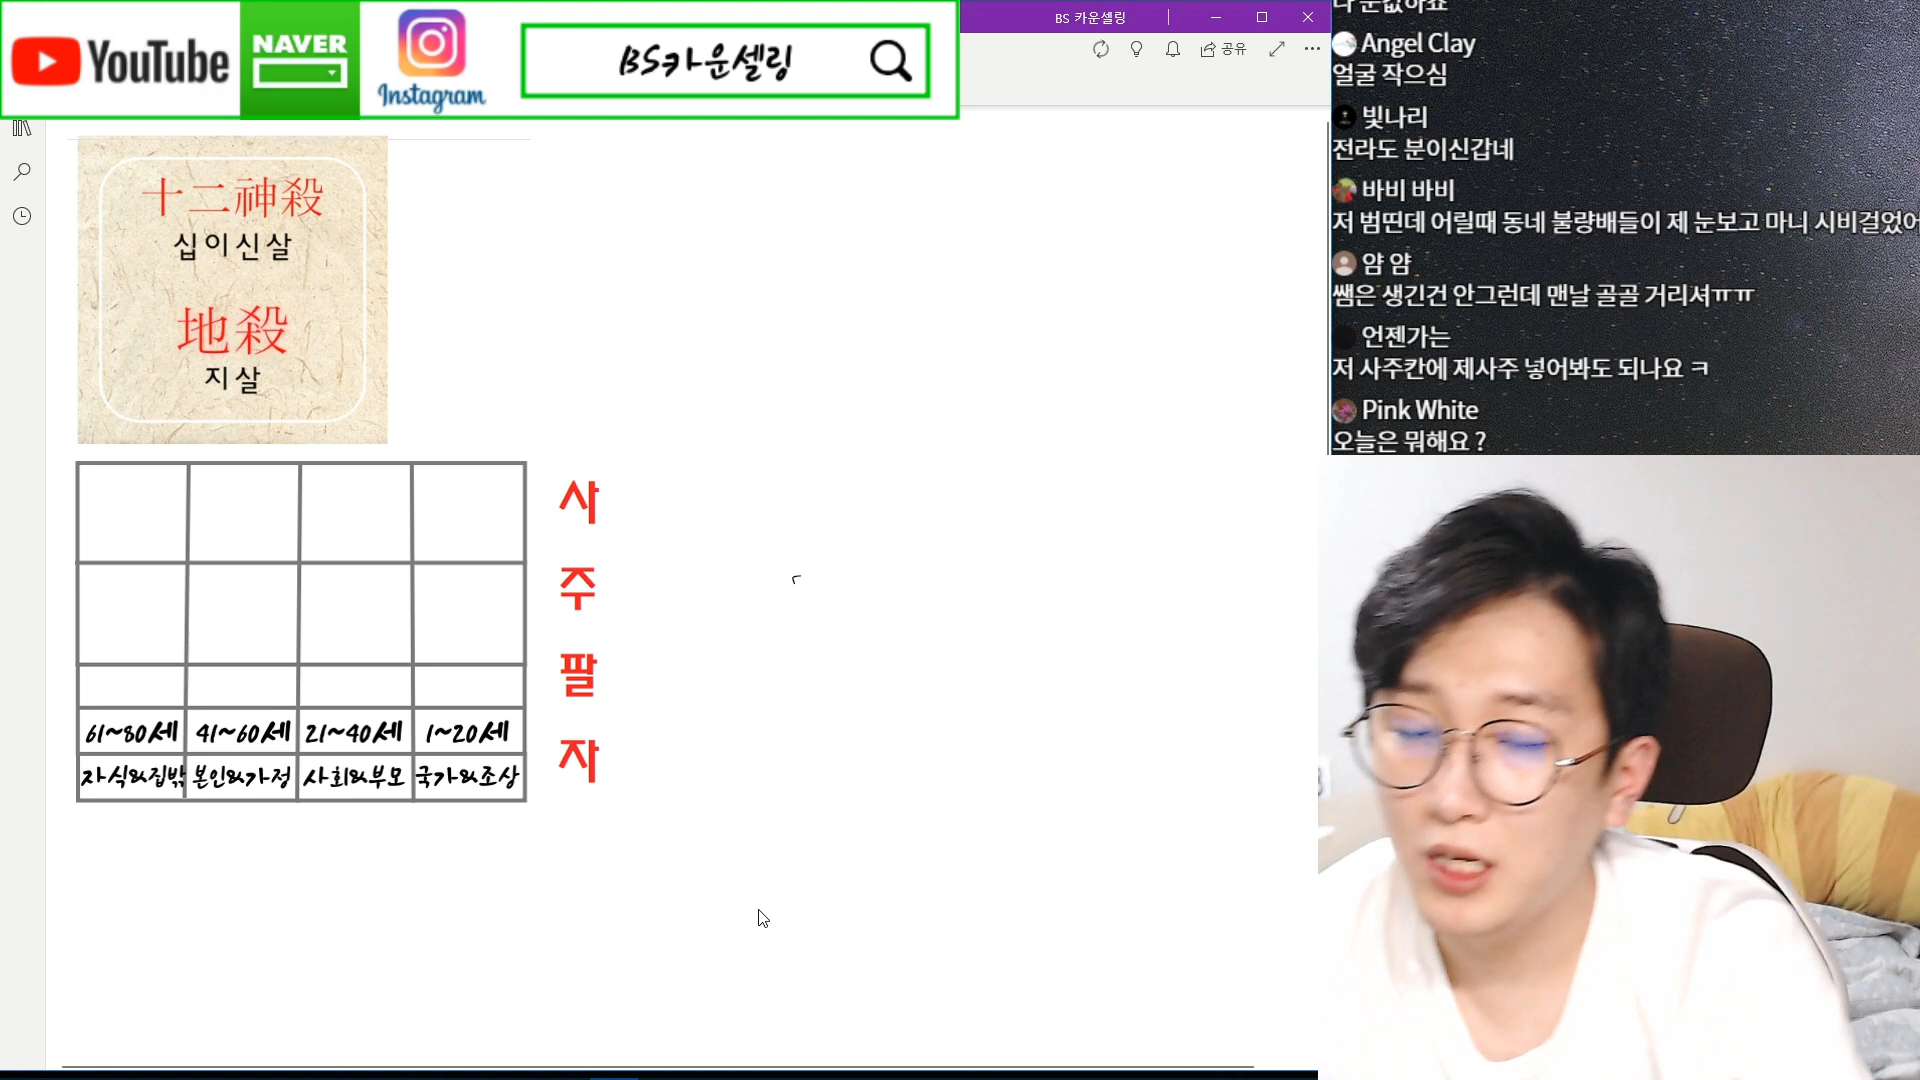 YouTube
NAVER
Instagram
BS카운셀링
BS 카운셀링
공유
十二神殺
십이신살
地殺
지살
61~80세 41~60세 21~40세 1~20세
자식&집밖 본인&가정 사회&부모 국가&조상
사
주
팔
자
Angel Clay
얼굴 작으심
빛나리
전라도 분이신갑네
바비 바비
저 범띤데 어릴때 동네 불량배들이 제 눈보고 마니 시비걸었어
얌 얌
쌤은 생긴건 안그런데 맨날 골골 거리셔ㅠㅠ
언젠가는
저 사주칸에 제사주 넣어봐도 되나요 ㅋ
Pink White
오늘은 뭐해요 ?